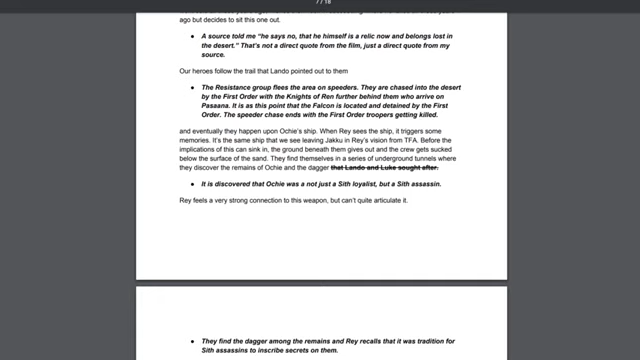 7 / 18
ago but decides to sit this one out.
● A source told me "he says no, that he himself is a relic now and belongs lost in
the desert." That's not a direct quote from the film, just a direct quote from my
source.
Our heroes follow the trail that Lando pointed out to them
● The Resistance group flees the area on speeders. They are chased into the desert
by the First Order with the Knights of Ren further behind them who arrive on
Pasaana. It is as this point that the Falcon is located and detained by the First
Order. The speeder chase ends with the First Order troopers getting killed.
and eventually they happen upon Ochie's ship. When Rey sees the ship, it triggers some
memories. It's the same ship that we see leaving Jakku in Rey's vision from TFA. Before the
implications of this can sink in, the ground beneath them gives out and the crew gets sucked
below the surface of the sand. They find themselves in a series of underground tunnels where
they discover the remains of Ochie and the dagger that Lando and Luke sought after.
● It is discovered that Ochie was a not just a Sith loyalist, but a Sith assassin.
Rey feels a very strong connection to this weapon, but can't quite articulate it.
● They find the dagger among the remains and Rey recalls that it was tradition for
Sith assassins to inscribe secrets on them.